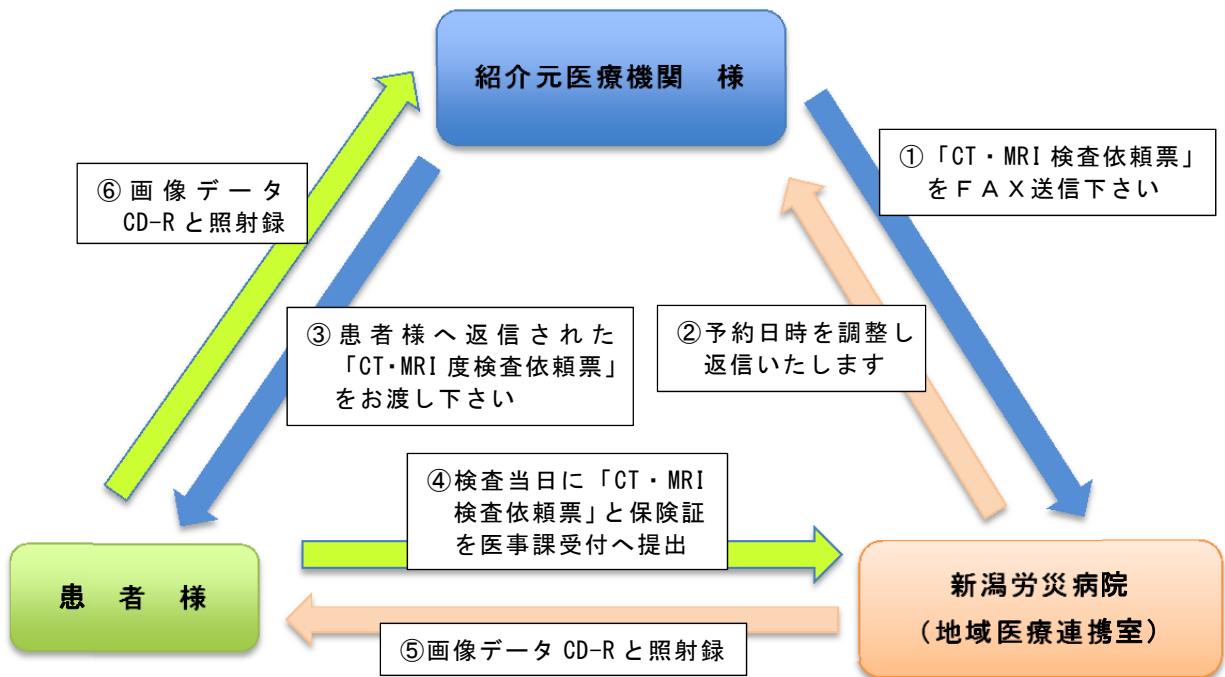 紹介元医療機関　様
①「CT・MRI 検査依頼票」
をＦＡＸ送信下さい
⑥画像データ
CD-R と照射録
②予約日時を調整し
返信いたします
③患者様へ返信された
「CT・MRI 度検査依頼票」
をお渡し下さい
④検査当日に「CT・MRI
検査依頼票」と保険証
を医事課受付へ提出
患　者　様
新潟労災病院
（地域医療連携室）
⑤画像データ CD-R と照射録